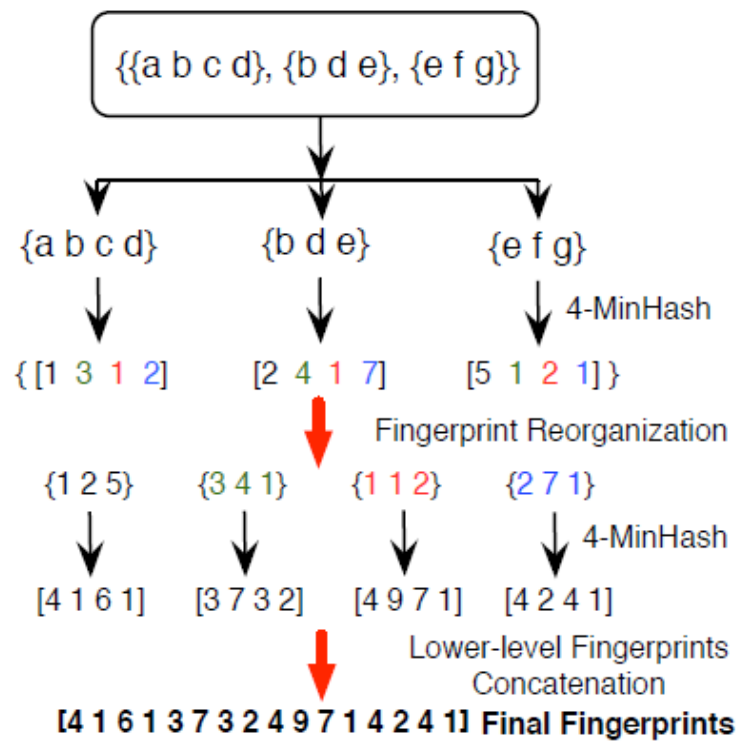 {{a b c d}, {b d e}, {e f g}}
{a b c d} {b d e} {e f g}
4-MinHash
{ [1 3 1 2] [2 4 1 7] [5 1 2 1] }
Fingerprint Reorganization
{1 2 5} {3 4 1} {1 1 2} {2 7 1}
4-MinHash
[4 1 6 1] [3 7 3 2] [4 9 7 1] [4 2 4 1]
Lower-level Fingerprints
Concatenation
[4 1 6 1 3 7 3 2 4 9 7 1 4 2 4 1] Final Fingerprints